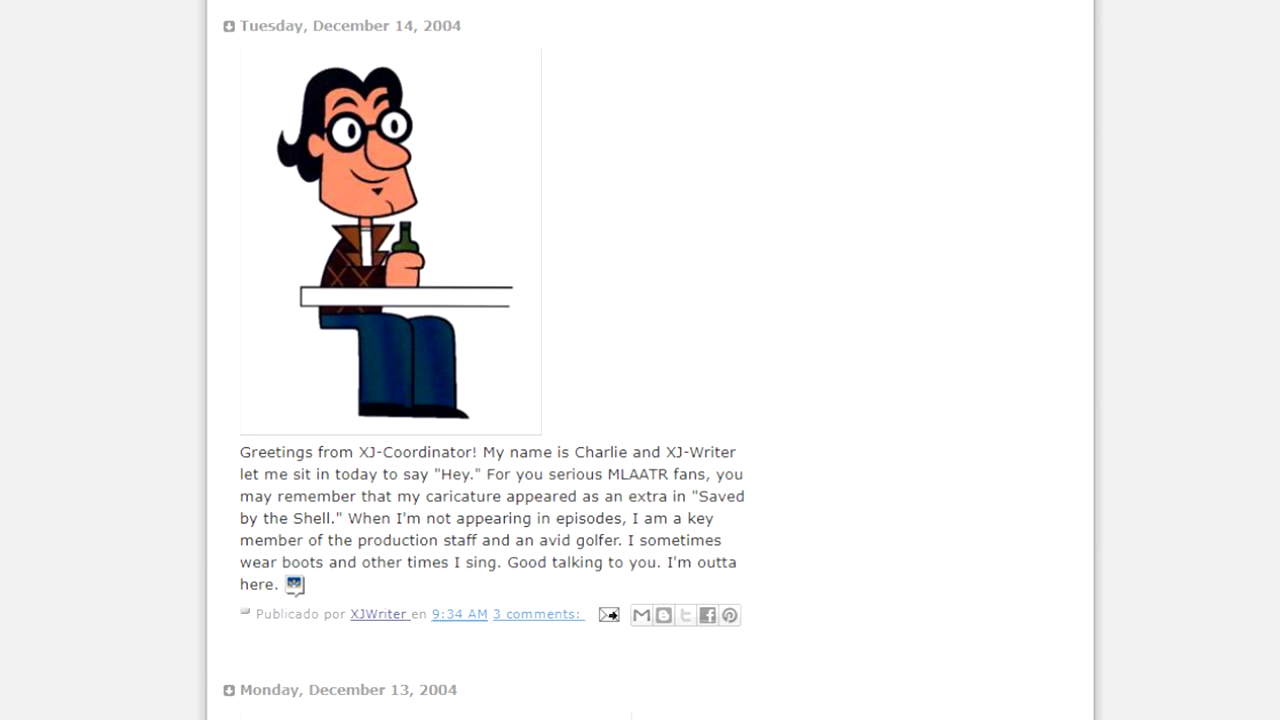 Tuesday, December 14, 2004
Greetings from XJ-Coordinator! My name is Charlie and XJ-Writer
let me sit in today to say "Hey." For you serious MLAATR fans, you
may remember that my caricature appeared as an extra in "Saved
by the Shell." When I'm not appearing in episodes, I am a key
member of the production staff and an avid golfer. I sometimes
wear boots and other times I sing. Good talking to you. I'm outta
here.
Publicado por XJWriter en 9:34 AM 3 comments:
Monday, December 13, 2004